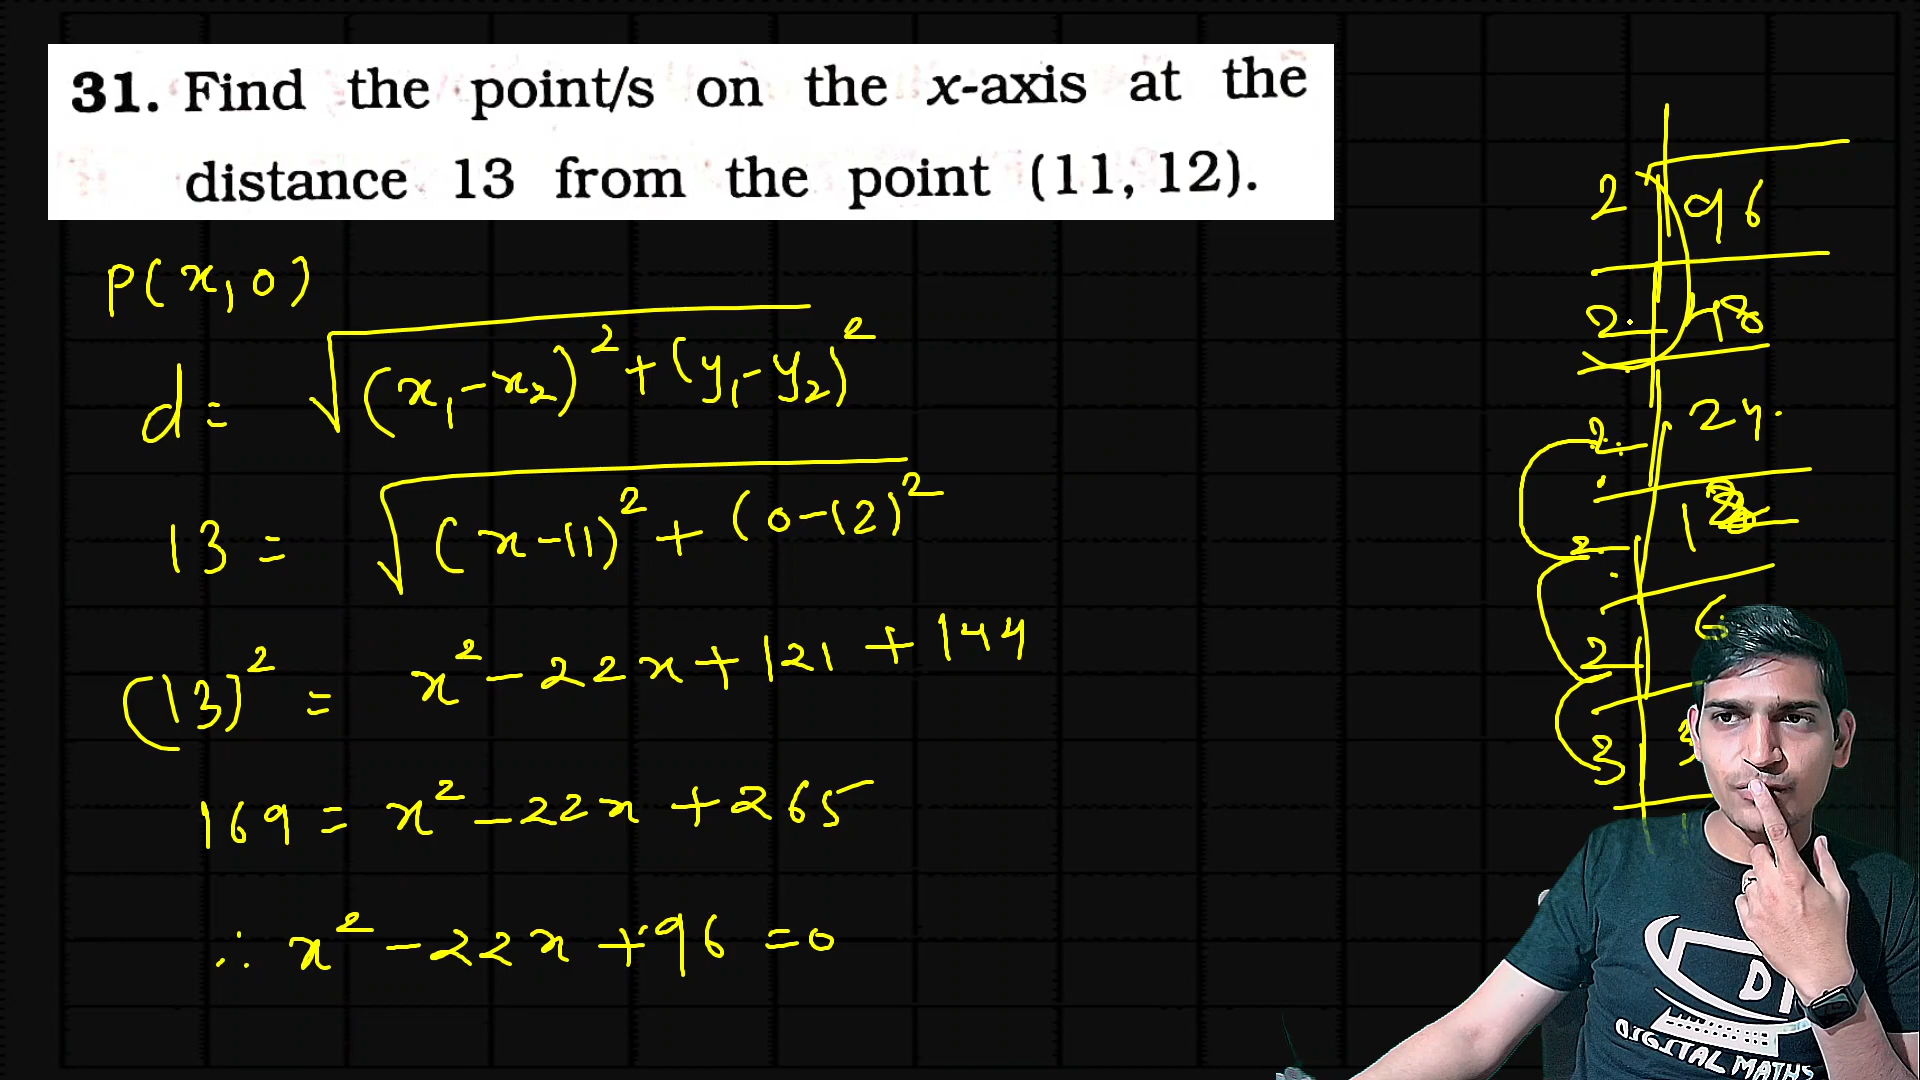 31. Find the point/s on the x-axis at the
distance 13 from the point (11, 12).
P(x, 0)
d = √(x₁-x₂)² + (y₁-y₂)²
13 = √(x-11)² + (0-12)²
(13)² = x² - 22x + 121 + 144
169 = x² - 22x + 265
∴ x² - 22x + 96 = 0
2 96
2 48
2 24
2 12
2 6
3 3
DIGITAL MATHS